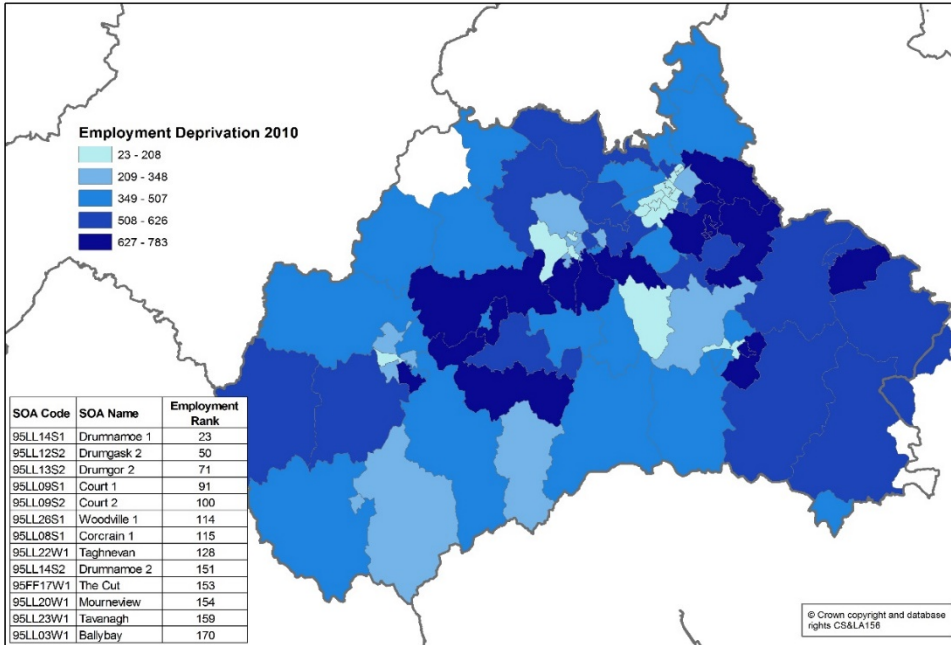 Employment Deprivation 2010
23 - 208
209 - 348
349 - 507
508 - 626
627 - 783
SOA Code SOA Name Employment Rank
95LL14S1 Drumnamoe 1 23
95LL12S2 Drumgask 2 50
95LL13S2 Drumgor 2 71
95LL09S1 Court 1 91
95LL09S2 Court 2 100
95LL26S1 Woodville 1 114
95LL08S1 Corcrain 1 115
95LL22W1 Taghnevan 128
95LL14S2 Drumnamoe 2 151
95FF17W1 The Cut 153
95LL20W1 Mourneview 154
95LL23W1 Tavanagh 159
95LL03W1 Ballybay 170
© Crown copyright and database
rights CS&LA156